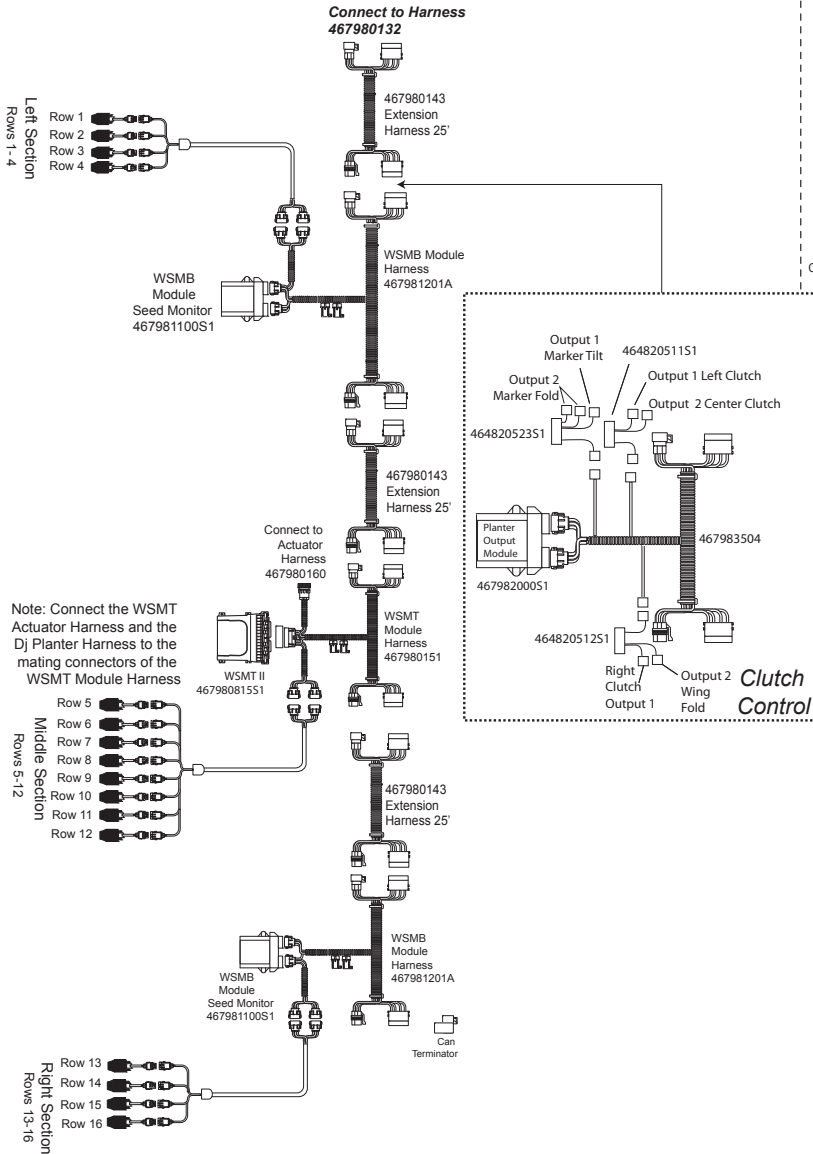 Connect to Harness
467980132
467980143
Extension
Harness 25'
Left Section
Rows 1- 4
Row 1
Row 2
Row 3
Row 4
WSMB
Module
Seed Monitor
467981100S1
WSMB Module
Harness
467981201A
467980143
Extension
Harness 25'
Connect to
Actuator
Harness
467980160
Note: Connect the WSMT
Actuator Harness and the
Dj Planter Harness to the
mating connectors of the
WSMT Module Harness
WSMT II
467980815S1
WSMT
Module
Harness
467980151
Middle Section
Rows 5-12
Row 5
Row 6
Row 7
Row 8
Row 9
Row 10
Row 11
Row 12
467980143
Extension
Harness 25'
WSMB
Module
Seed Monitor
467981100S1
WSMB
Module
Harness
467981201A
Can
Terminator
Right Section
Rows 13-16
Row 13
Row 14
Row 15
Row 16
Output 1
Marker Tilt
Output 2
Marker Fold
464820523S1
464820511S1
Output 1 Left Clutch
Output 2 Center Clutch
Planter
Output
Module
467982000S1
467983504
464820512S1
Right
Clutch
Output 1
Output 2
Wing
Fold
Clutch
Control